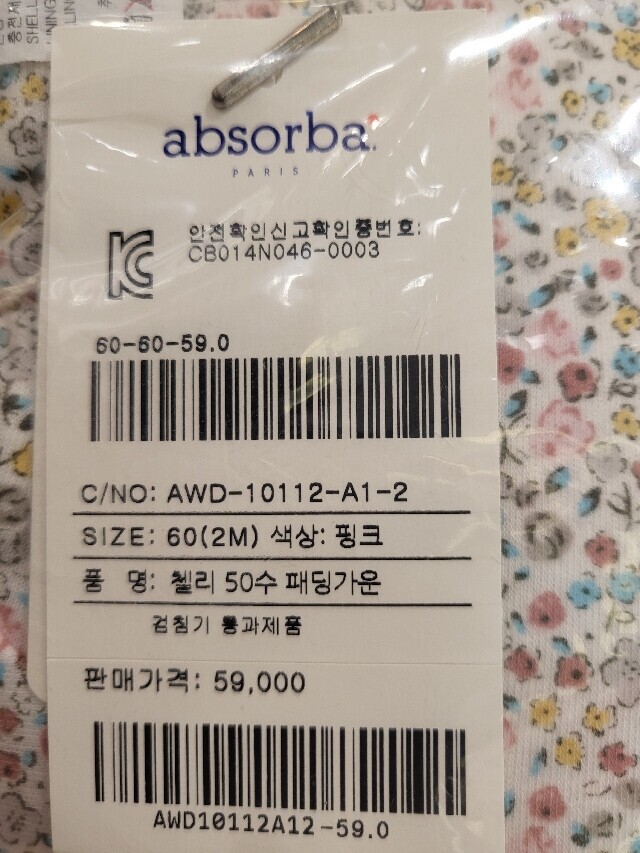 SHELL
LINING
absorba
PARIS
안전확인신고확인증번호:
CB014N046-0003
60-60-59.0
C/NO: AWD-10112-A1-2
SIZE: 60(2M) 색상: 핑크
품 명: 첼리 50수 패딩가운
검침기 통과제품
판매가격: 59,000
AWD10112A12-59.0